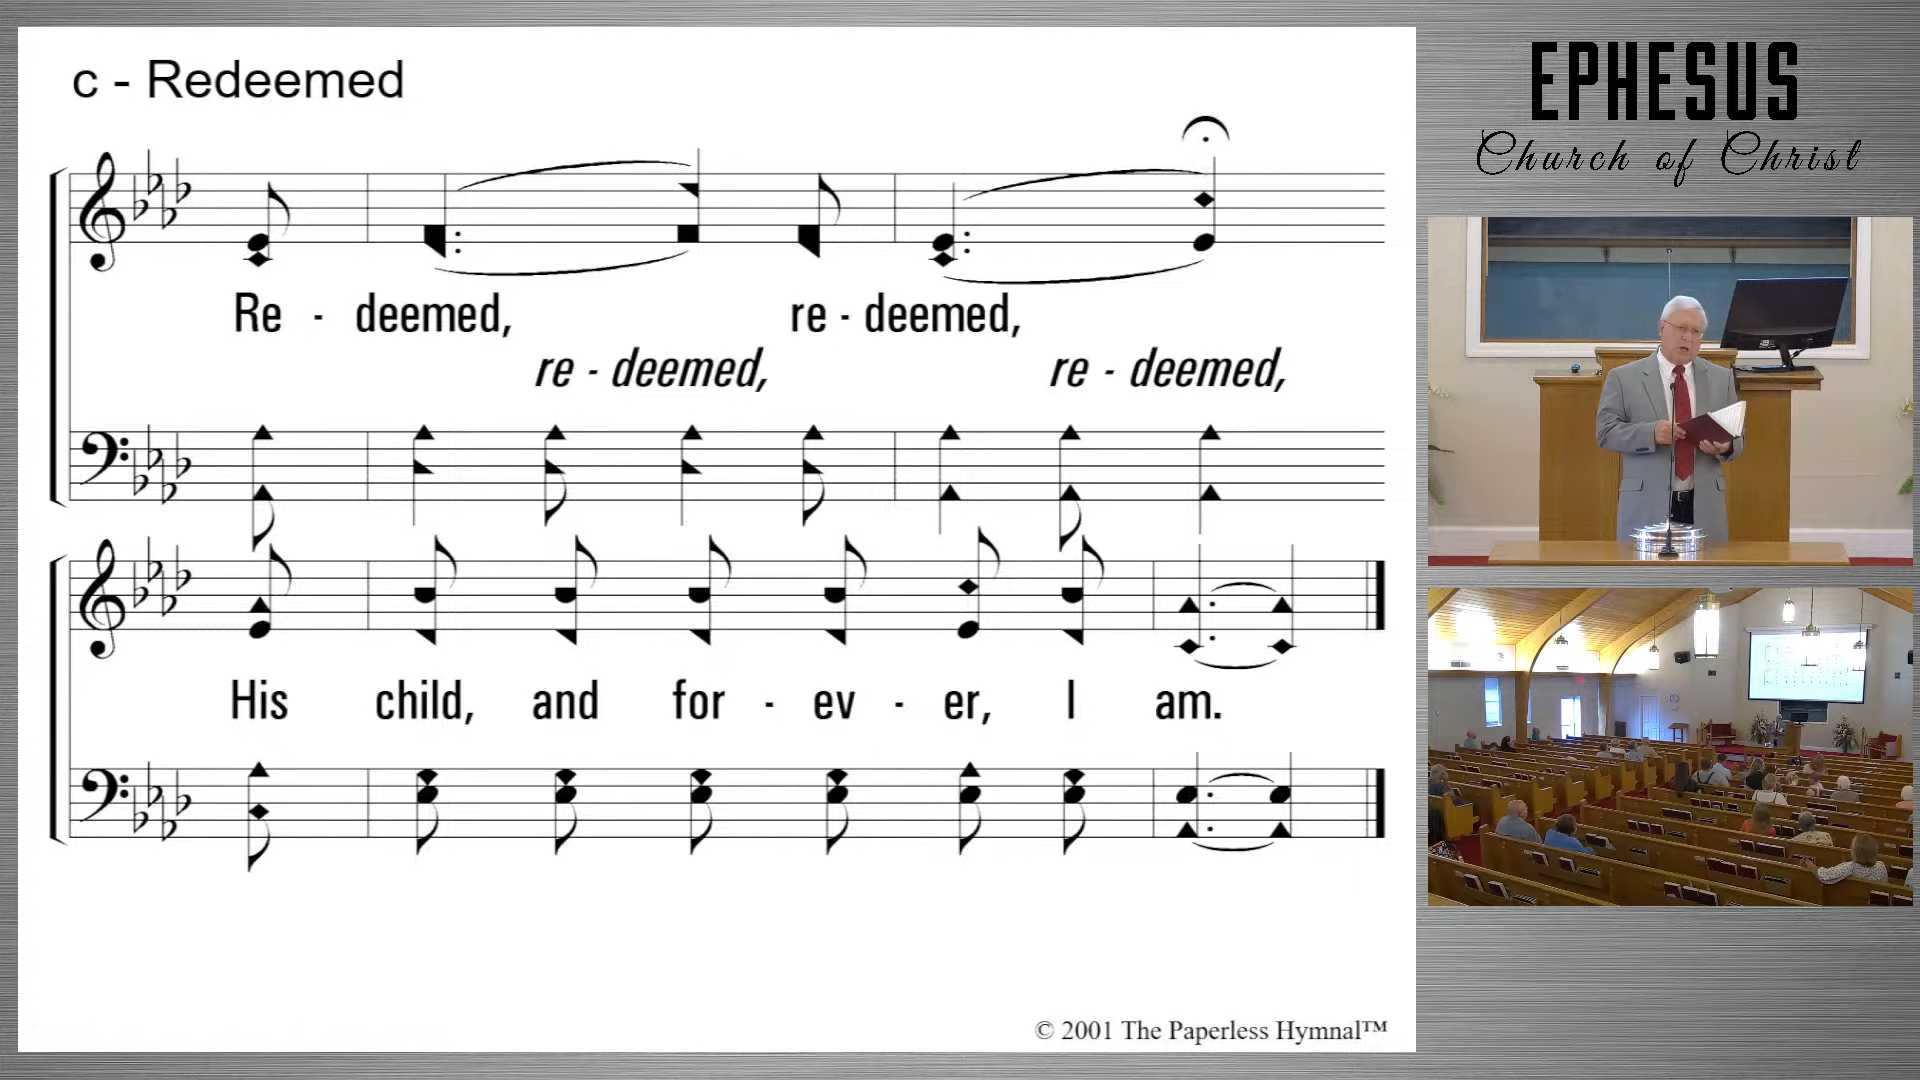 c - Redeemed
Re - deemed, re - deemed,
re - deemed, re - deemed,
His child, and for - ev - er, I am.
© 2001 The Paperless Hymnal™
EPHESUS
Church of Christ